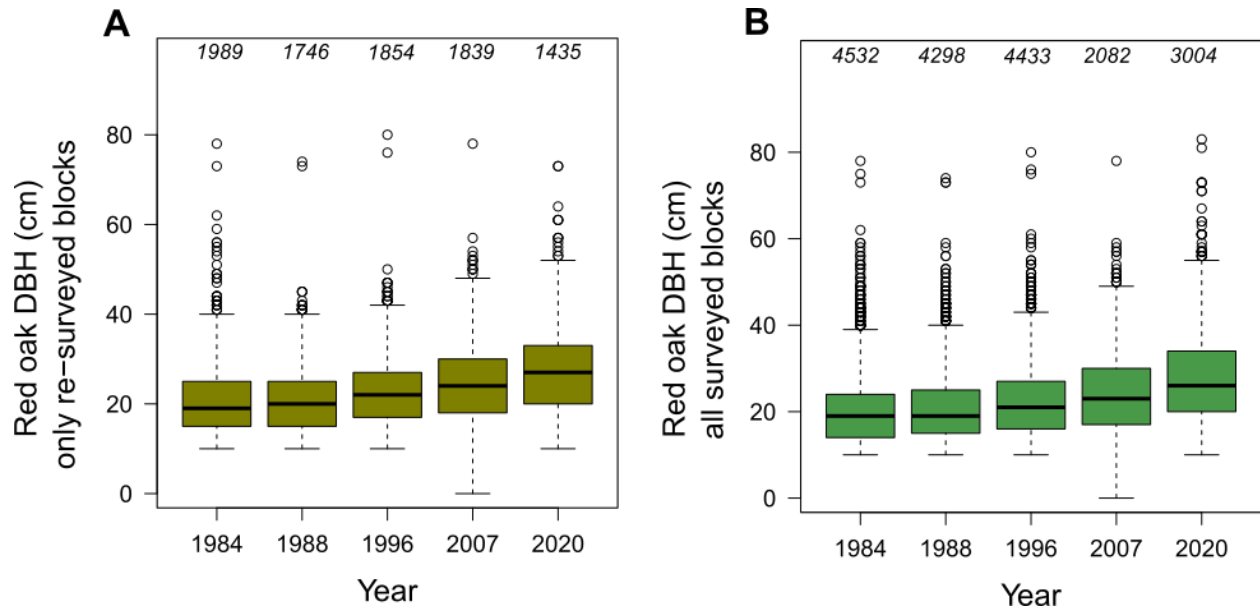 A
1989 1746 1854 1839 1435
80
60
40
20
0
Red oak DBH (cm)
only re−surveyed blocks
1984 1988 1996 2007 2020
Year
B
4532 4298 4433 2082 3004
80
60
40
20
0
Red oak DBH (cm)
all surveyed blocks
1984 1988 1996 2007 2020
Year